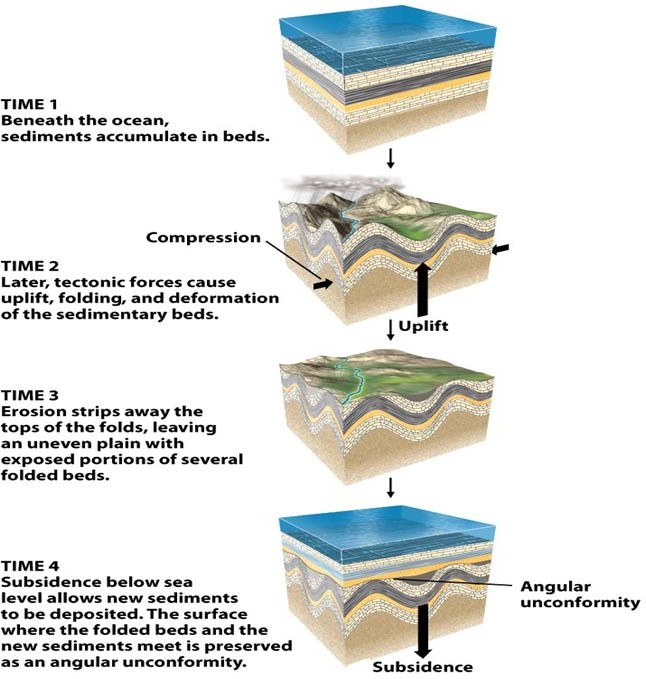 TIME 1
Beneath the ocean,
sediments accumulate in beds.
Compression
TIME 2
Later, tectonic forces cause
uplift, folding, and deformation
of the sedimentary beds.
Uplift
TIME 3
Erosion strips away the
tops of the folds, leaving
an uneven plain with
exposed portions of several
folded beds.
TIME 4
Subsidence below sea
level allows new sediments
to be deposited. The surface
where the folded beds and the
new sediments meet is preserved
as an angular unconformity.
Angular
unconformity
Subsidence